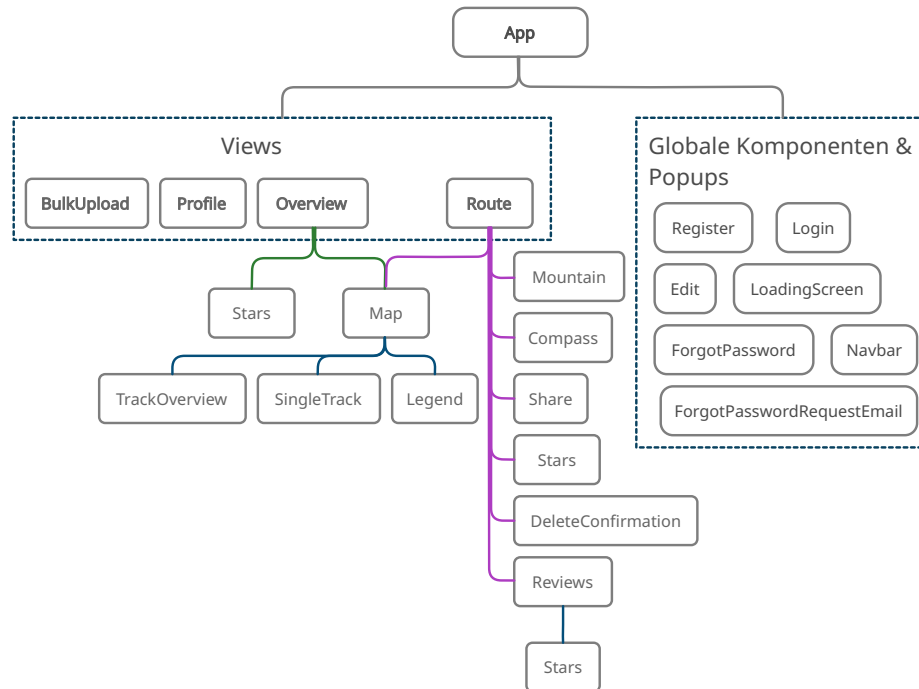 App
Views
Globale Komponenten &
Popups
BulkUpload
Profile
Overview
Route
Register
Login
Mountain
Edit
LoadingScreen
Stars
Map
Compass
ForgotPassword
Navbar
TrackOverview
SingleTrack
Legend
Share
ForgotPasswordRequestEmail
Stars
DeleteConfirmation
Reviews
Stars